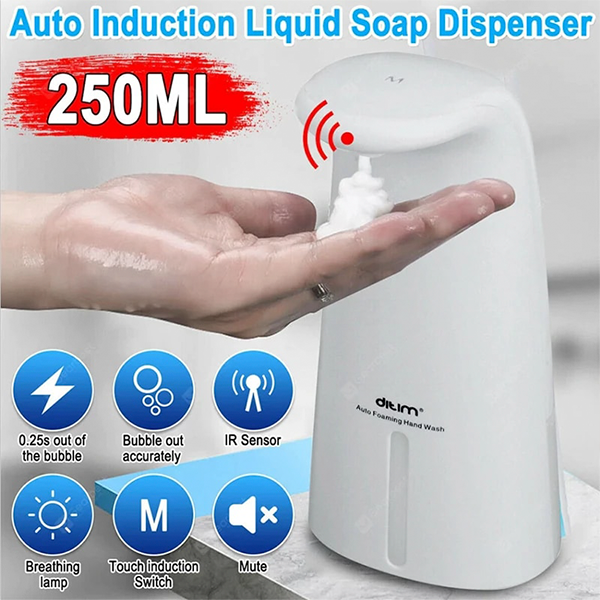 Auto Induction Liquid Soap Dispenser
250ML
M
ditim®
Auto Foaming Hand Wash
0.25s out of
the bubble
Bubble out
accurately
IR Sensor
M
Breathing
lamp
Touch induction
Switch
Mute